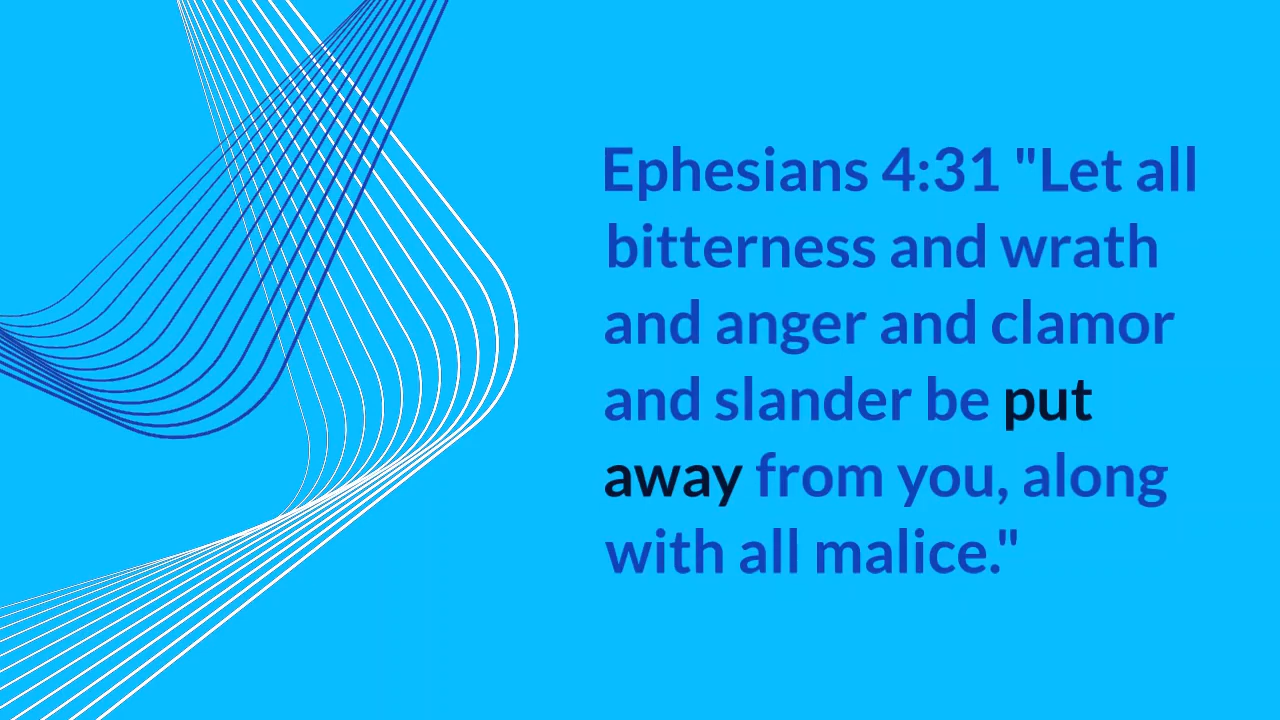 Ephesians 4:31 "Let all
bitterness and wrath
and anger and clamor
and slander be put
away from you, along
with all malice."